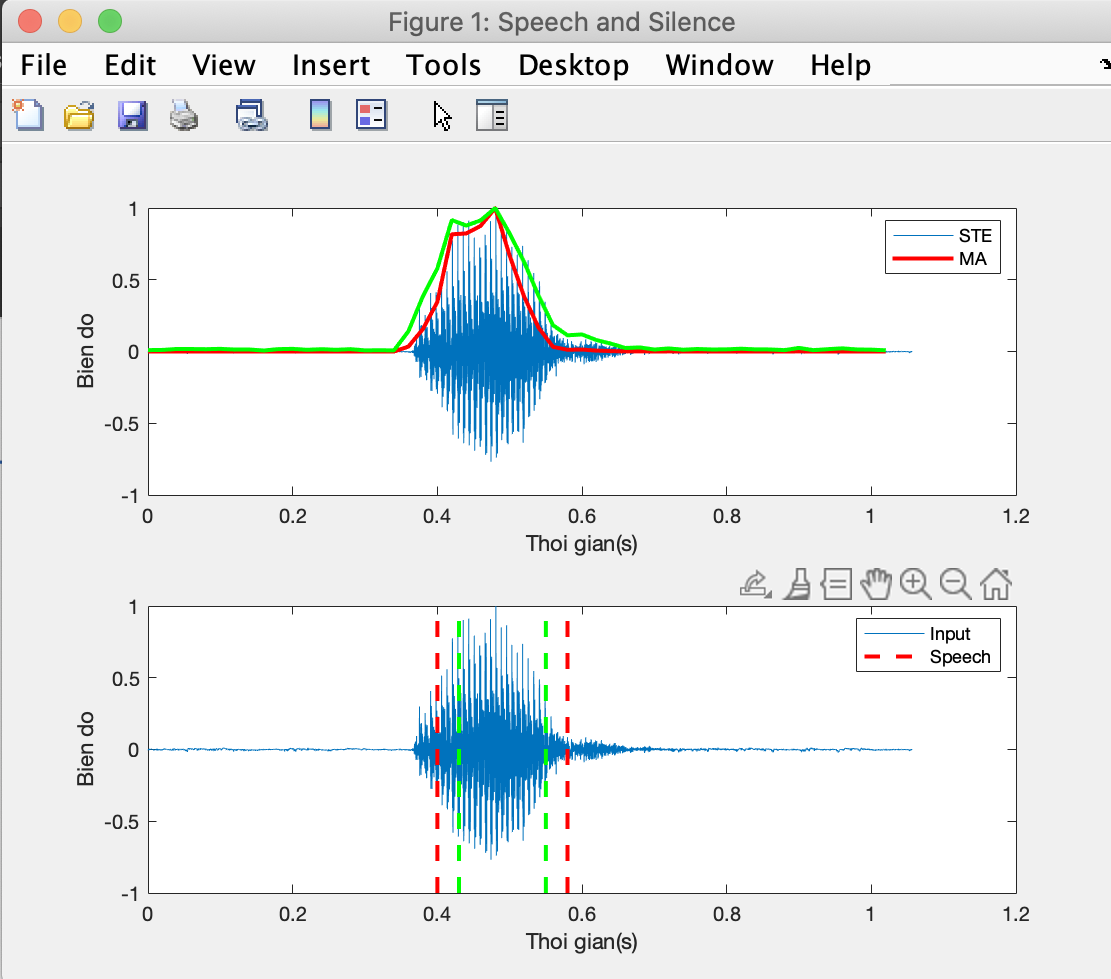 Figure 1: Speech and Silence
File Edit View Insert Tools Desktop Window Help
1
0.5
0
-0.5
-1
Bien do
STE
MA
0 0.2 0.4 0.6 0.8 1 1.2
Thoi gian(s)
1
0.5
0
-0.5
-1
Bien do
Input
Speech
0 0.2 0.4 0.6 0.8 1 1.2
Thoi gian(s)